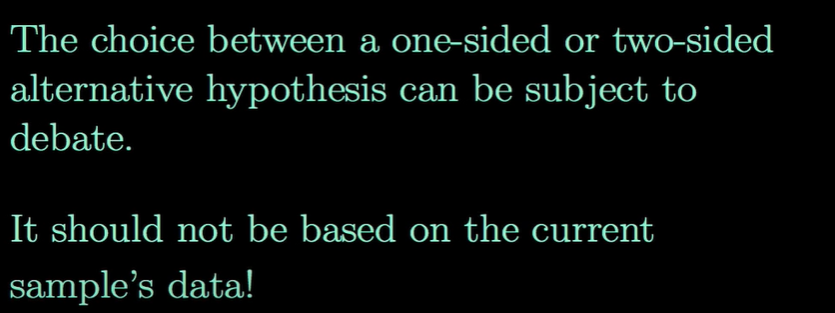 The choice between a one-sided or two-sided
alternative hypothesis can be subject to
debate.
It should not be based on the current
sample's data!